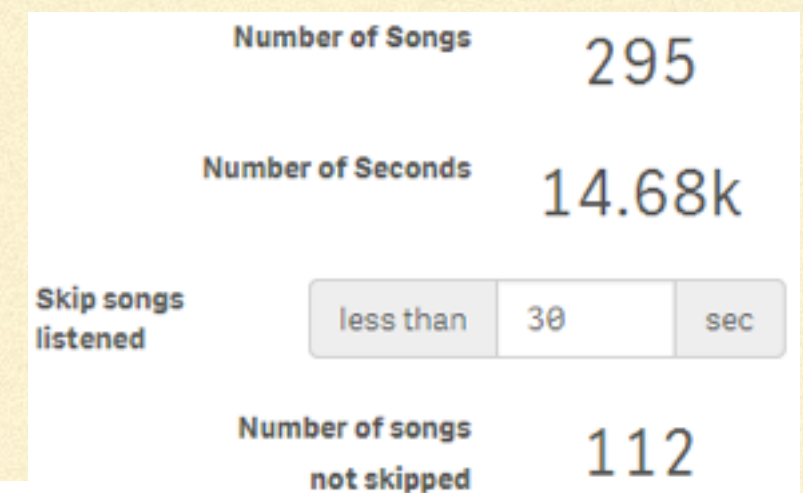 Number of Songs 295
Number of Seconds 14.68k
Skip songs
listened less than 30 sec
Number of songs
not skipped 112